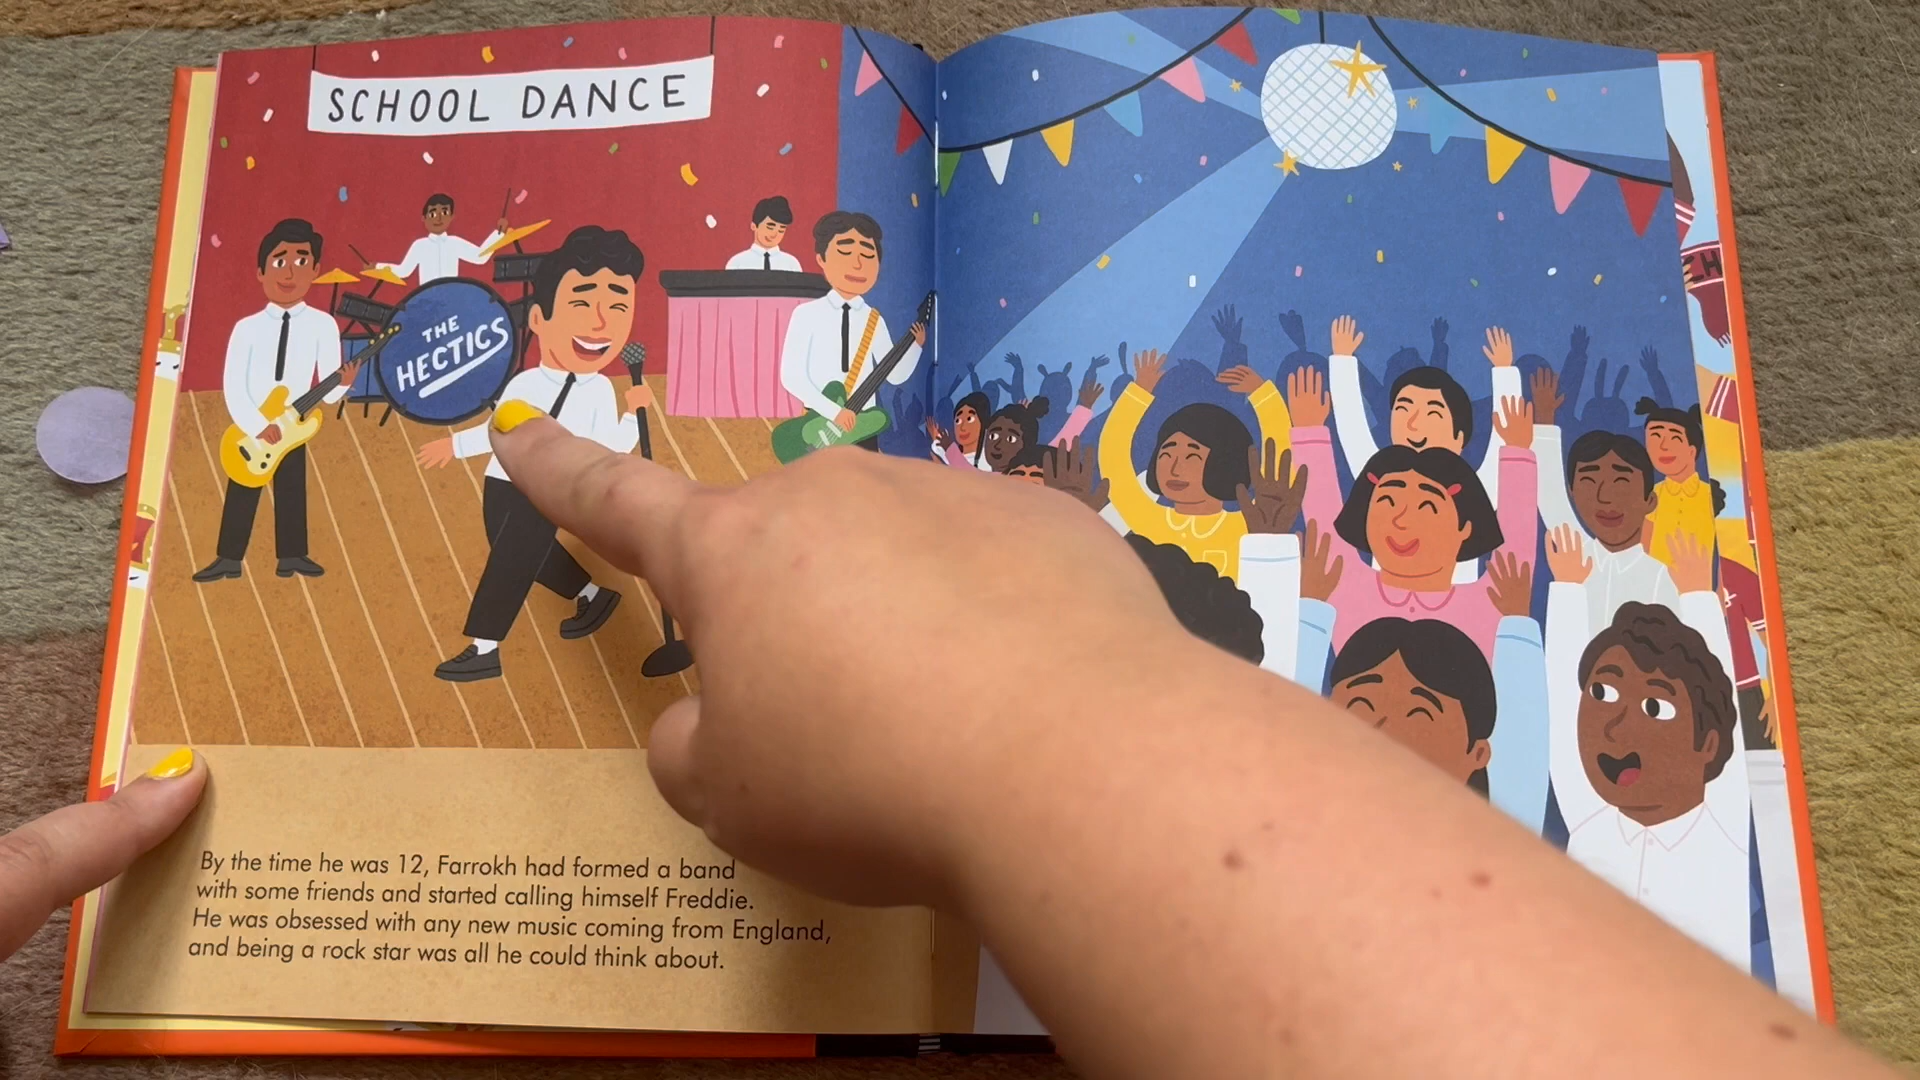 SCHOOL DANCE
THE
HECTICS
By the time he was 12, Farrokh had formed a band
with some friends and started calling himself Freddie.
He was obsessed with any new music coming from England,
and being a rock star was all he could think about.